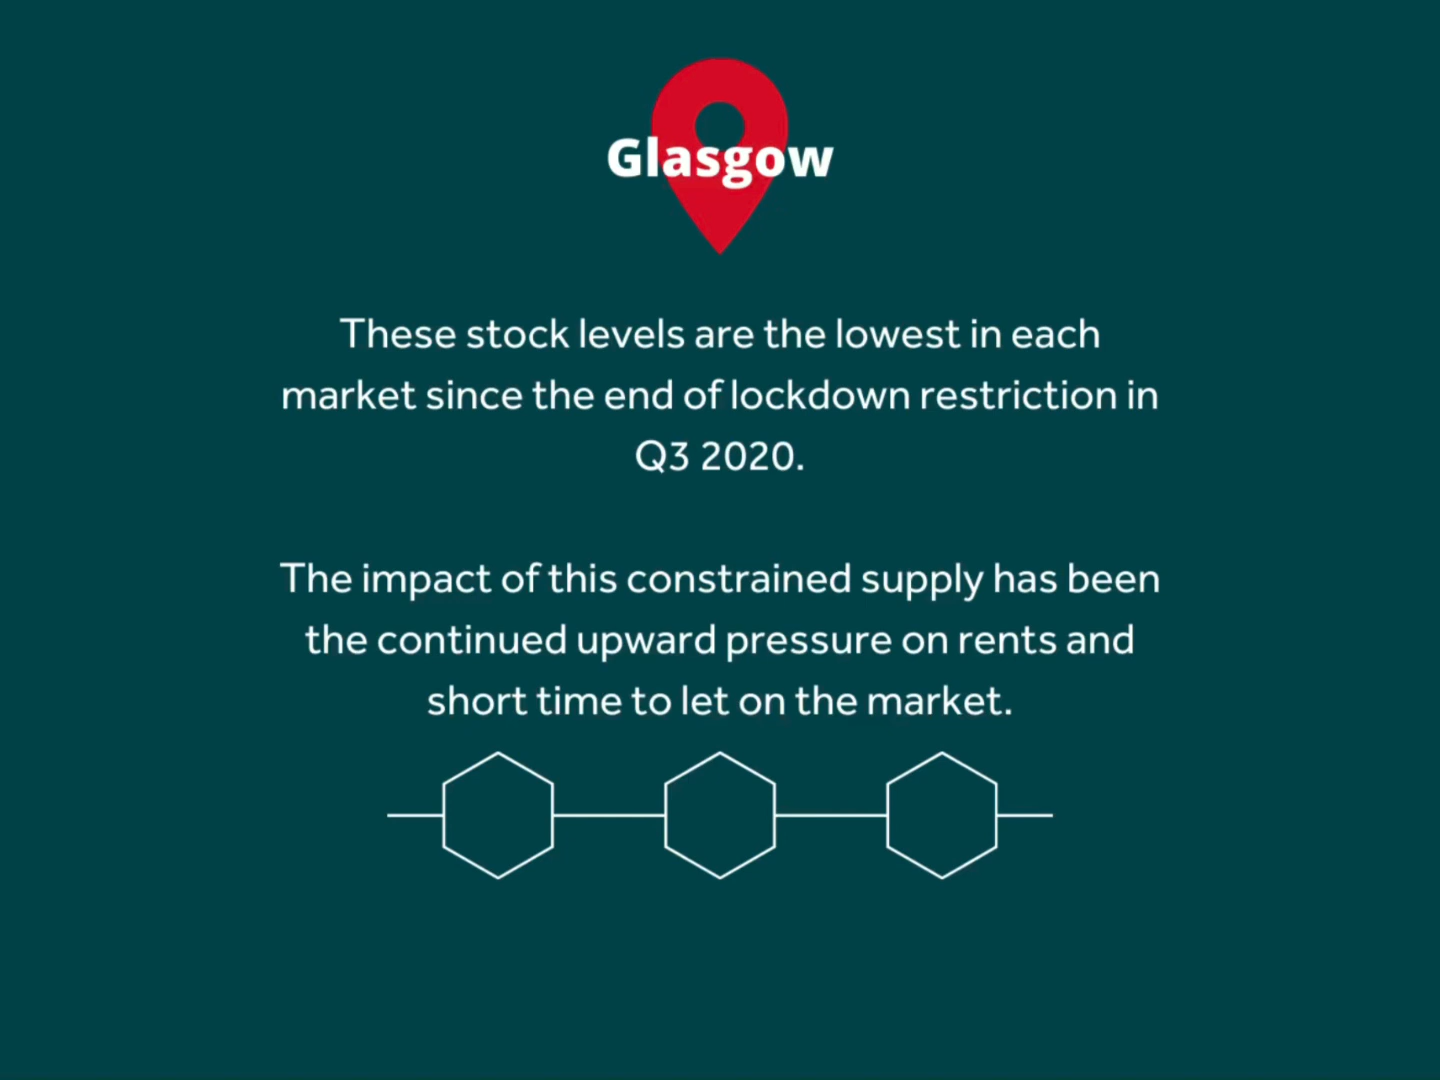 Glasgow
These stock levels are the lowest in each
market since the end of lockdown restriction in
Q3 2020.
The impact of this constrained supply has been
the continued upward pressure on rents and
short time to let on the market.